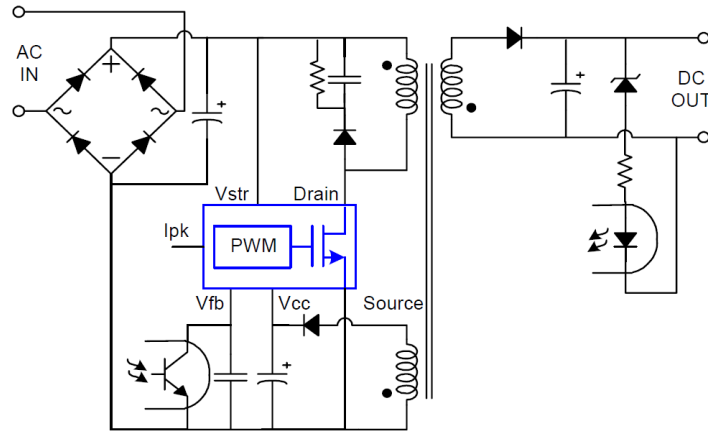 AC
IN
+
~
~
−
+
+
DC
OUT
Vstr
Drain
Ipk
PWM
Vfb
Vcc
Source
+